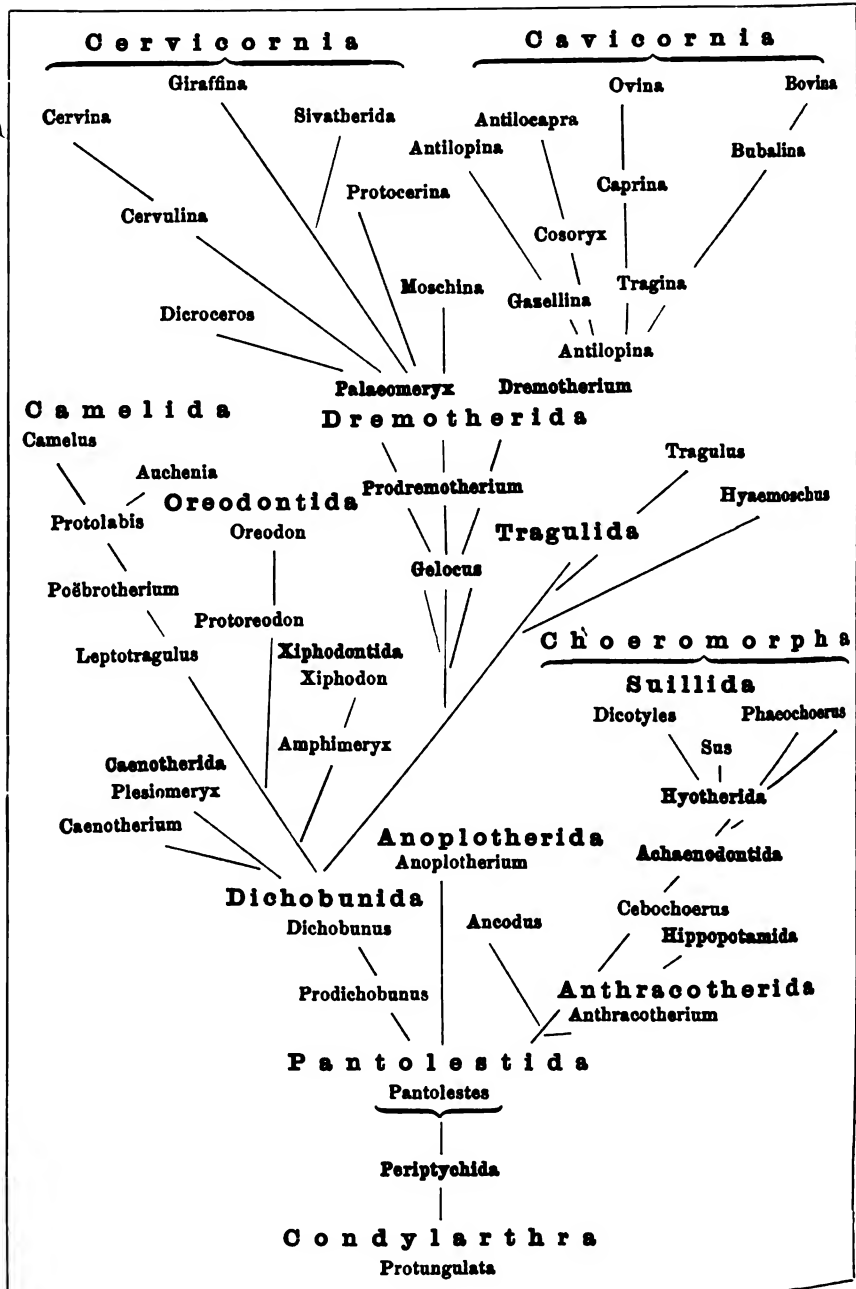 Cervicornia
Cavicornia
Giraffina
Ovina
Bovina
Cervina
Sivatherida
Antilocapra
Antilopina
Bubalina
Protocerina
Caprina
Cervulina
Cosoryx
Moschina
Gazellina
Tragina
Dicroceros
Antilopina
Palaeomeryx
Dremotherium
Camelida
Dremotherida
Camelus
Auchenia
Tragulus
Oreodontida
Prodremotherium
Hyaemoschus
Protolabis
Oreodon
Tragulida
Gelocus
Poëbrotherium
Protoreodon
Choeromorpha
Leptotragulus
Xiphodontida
Xiphodon
Suillida
Dicotyles
Phacochoerus
Sus
Amphimeryx
Caenotherida
Plesiomeryx
Hyotherida
Caenotherium
Anoplotherida
Anoplotherium
Achaenodontida
Dichobunida
Dichobunus
Ancodus
Cebochoerus
Hippopotamida
Prodichobunus
Anthracotherida
Anthracotherium
Pantolestida
Pantolestes
Periptychida
Condylarthra
Protungulata